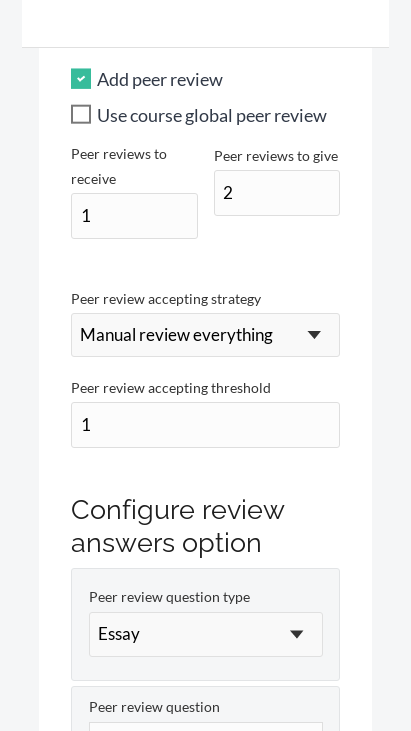 Add peer review
Use course global peer review
Peer reviews to
receive
1
Peer reviews to give
2
Peer review accepting strategy
Manual review everything
Peer review accepting threshold
1
Configure review
answers option
Peer review question type
Essay
Peer review question